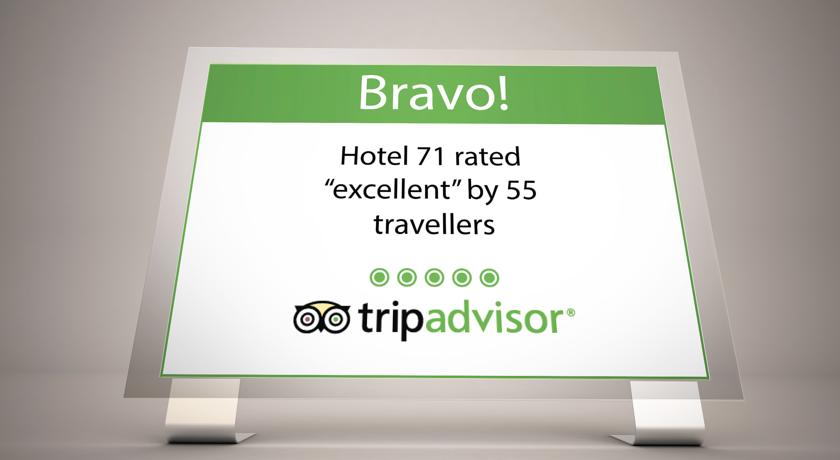 Bravo!
Hotel 71 rated
“excellent” by 55
travellers
tripadvisor®